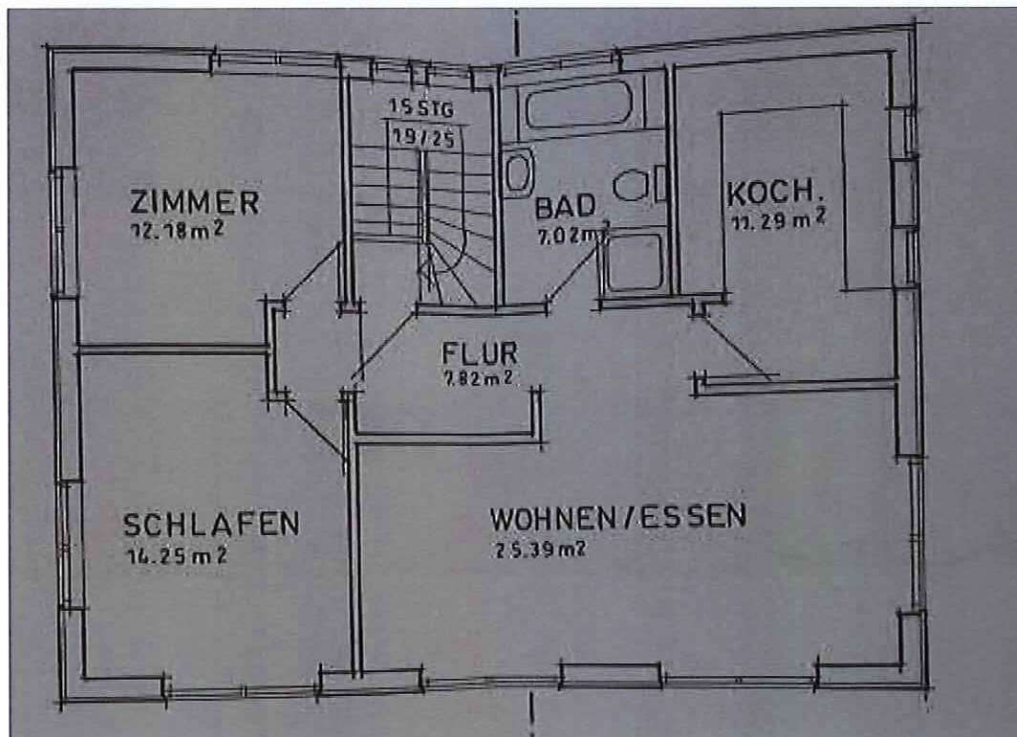 15 STG
19/25
ZIMMER
12.18 m²
BAD
7.02 m²
KOCH.
11.29 m²
FLUR
7.82 m²
SCHLAFEN
14.25 m²
WOHNEN/ESSEN
25.39 m²